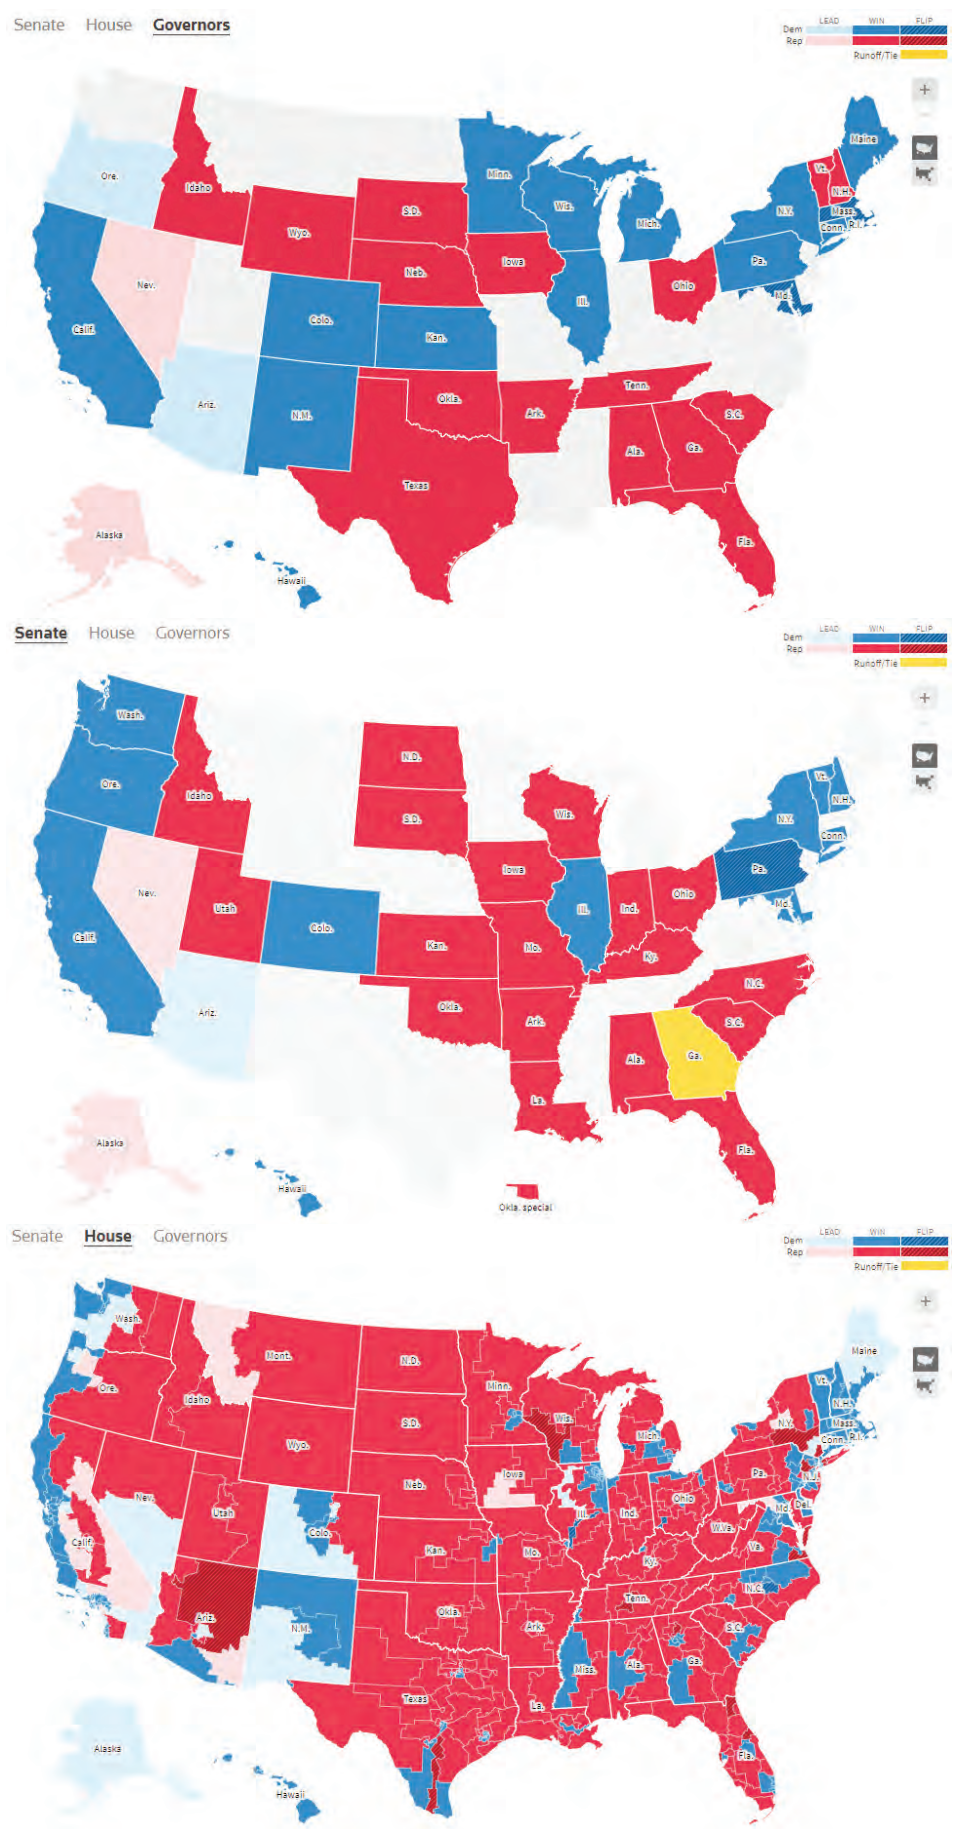 Senate House Governors
LEAD WIN FLIP
Dem
Rep
Runoff/Tie
+
Maine
Ore.
Minn.
Vt.
Idaho
N.H.
S.D.
Wis.
N.Y.
Mass.
Wyo.
Mich.
Conn. R.I.
Iowa
Pa.
Neb.
Nev.
Ohio
Md.
Ill.
Colo.
Calif.
Kan.
Tenn.
Okla.
Ariz.
Ark.
S.C.
N.M.
Ala.
Ga.
Texas
Alaska
Fla.
Hawaii
Senate House Governors
LEAD WIN FLIP
Dem
Rep
Runoff/Tie
+
Wash.
N.D.
Vt.
Ore.
Idaho
N.H.
S.D.
Wis.
N.Y.
Conn.
Iowa
Pa.
Nev.
Ohio
Utah
Ill.
Ind.
Md.
Colo.
Calif.
Kan.
Mo.
Ky.
N.C.
Okla.
Ariz.
Ark.
S.C.
Ala.
Ga.
La.
Alaska
Fla.
Hawaii
Okla. special
Senate House Governors
LEAD WIN FLIP
Dem
Rep
Runoff/Tie
+
Wash.
Maine
Mont.
N.D.
Vt.
Ore.
Minn.
Idaho
N.H.
S.D.
Wis.
N.Y.
Mass.
Wyo.
Mich.
Conn. R.I.
Iowa
Pa.
N.J.
Neb.
Nev.
Ohio
Md. Del.
Utah
Ill.
Ind.
W.Va.
Colo.
Calif.
Kan.
Mo.
Va.
Ky.
N.C.
Tenn.
Okla.
Ariz.
N.M.
Ark.
S.C.
Miss.
Ala.
Ga.
Texas
La.
Alaska
Fla.
Hawaii